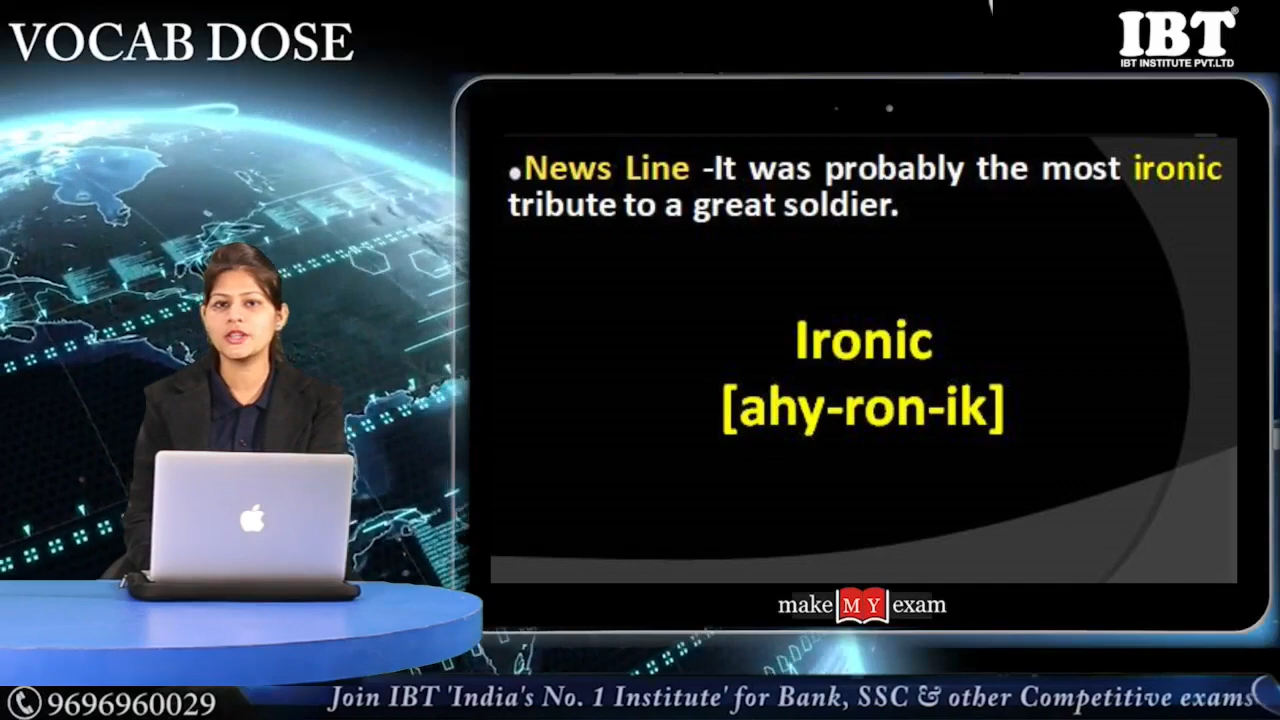 VOCAB DOSE
IBT®
IBT INSTITUTE PVT.LTD
•News Line -It was probably the most ironic
tribute to a great soldier.
Ironic
[ahy-ron-ik]
make MY exam
9696960029
Join IBT 'India's No. 1 Institute' for Bank, SSC & other Competitive exams